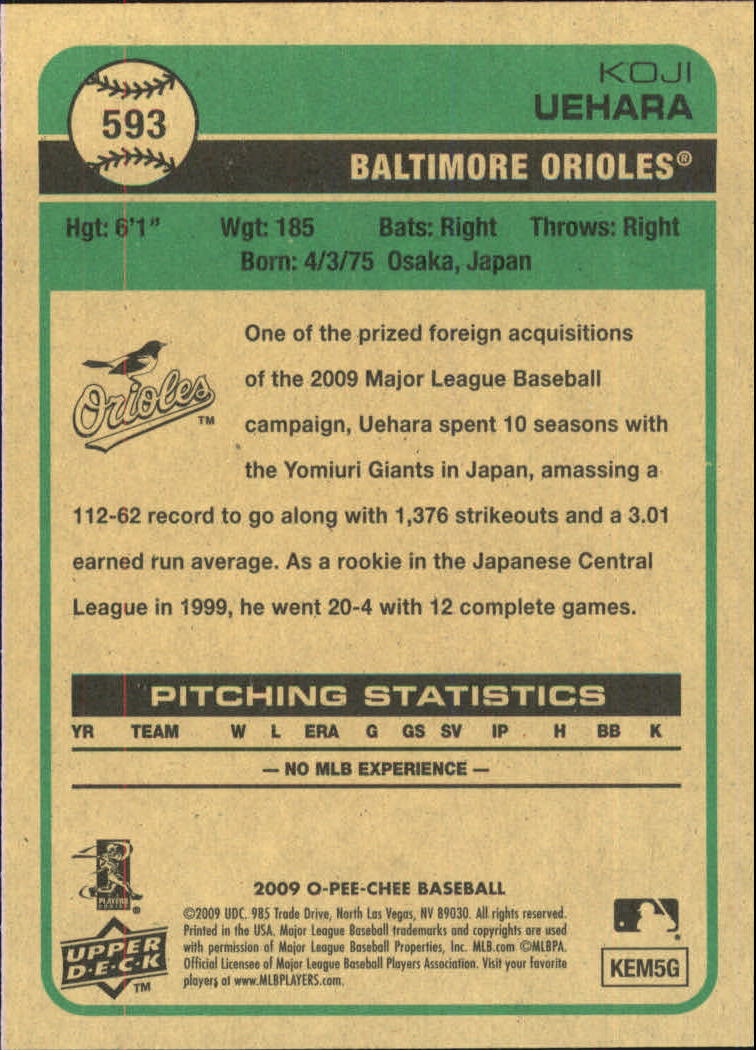 593
KOJI
UEHARA
BALTIMORE ORIOLES®
Hgt: 6'1" Wgt: 185 Bats: Right Throws: Right
Born: 4/3/75 Osaka, Japan
Orioles TM
One of the prized foreign acquisitions
of the 2009 Major League Baseball
campaign, Uehara spent 10 seasons with
the Yomiuri Giants in Japan, amassing a
112-62 record to go along with 1,376 strikeouts and a 3.01
earned run average. As a rookie in the Japanese Central
League in 1999, he went 20-4 with 12 complete games.
PITCHING STATISTICS
YR TEAM W L ERA G GS SV IP H BB K
— NO MLB EXPERIENCE —
PLAYERS
®
2009 O-PEE-CHEE BASEBALL
©2009 UDC. 985 Trade Drive, North Las Vegas, NV 89030. All rights reserved.
Printed in the USA. Major League Baseball trademarks and copyrights are used
with permission of Major League Baseball Properties, Inc. MLB.com ©MLBPA.
Official Licensee of Major League Baseball Players Association. Visit your favorite
players at www.MLBPLAYERS.com.
UPPER
D·E·C·K
TM
KEM5G